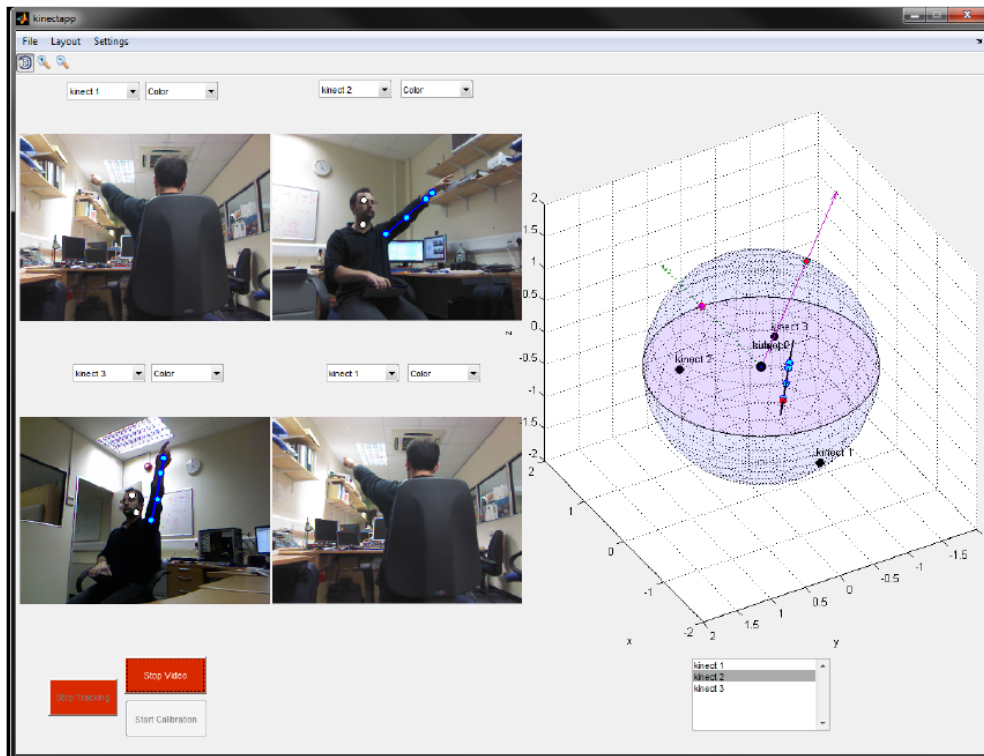 kinectapp
File Layout Settings
kinect 1 Color
kinect 2 Color
kinect 3 Color
kinect 1 Color
Stop Tracking
Stop Video
Start Calibration
2
1.5
1
0.5
0
-0.5
-1
-1.5
-2
z
2
1
0
-1
-2
x
2
1.5
1
0.5
0
-0.5
-1
-1.5
y
kinect 3
kinect 2
kinect 1
kinect 1
kinect 2
kinect 3